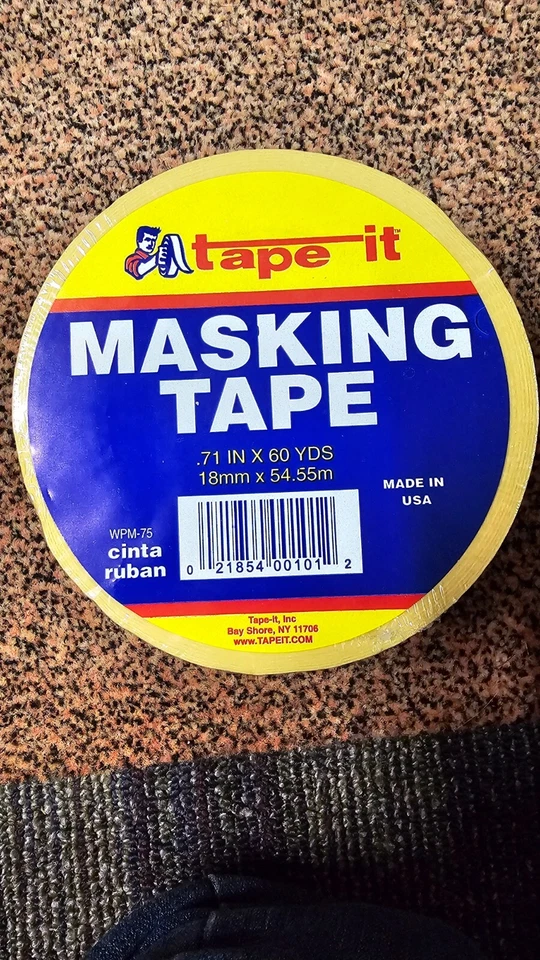 tape it™
MASKING
TAPE
.71 IN X 60 YDS
18mm x 54.55m
MADE IN
USA
WPM-75
cinta
ruban
0 21854 00101 2
Tape-It, Inc
Bay Shore, NY 11706
www.TAPEIT.COM